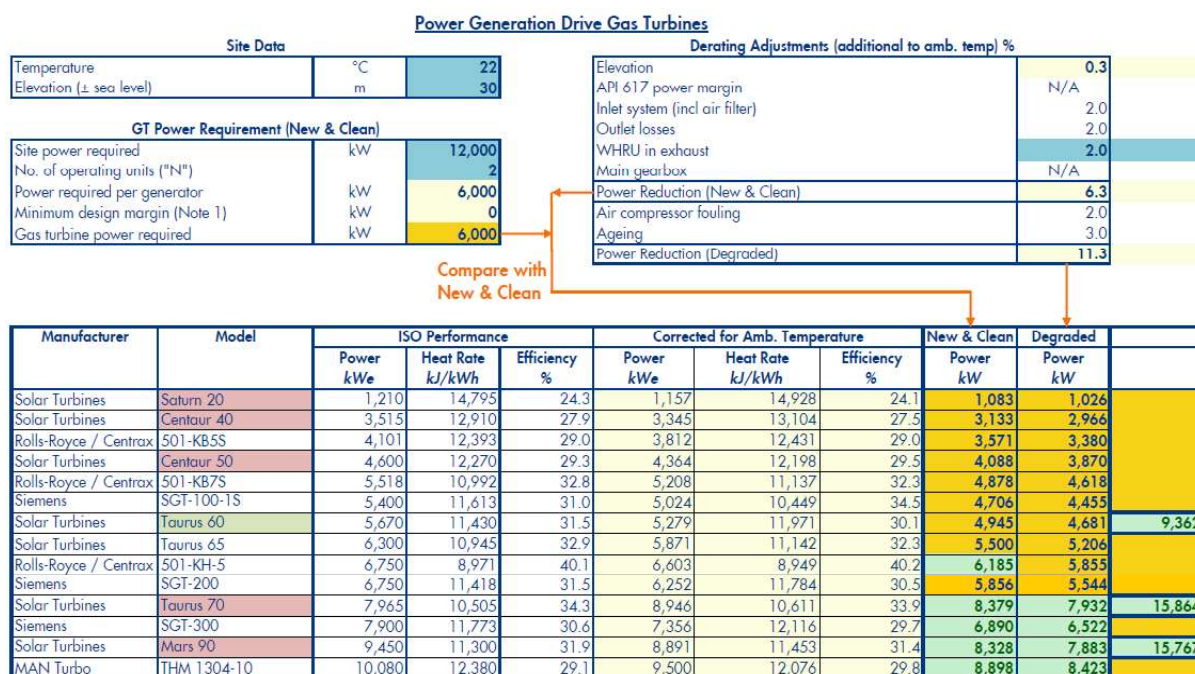 Power Generation Drive Gas Turbines
Site Data
Temperature °C 22
Elevation (± sea level) m 30
GT Power Requirement (New & Clean)
Site power required kW 12,000
No. of operating units ("N") 2
Power required per generator kW 6,000
Minimum design margin (Note 1) kW 0
Gas turbine power required kW 6,000
Derating Adjustments (additional to amb. temp) %
Elevation 0.3
API 617 power margin N/A
Inlet system (incl air filter) 2.0
Outlet losses 2.0
WHRU in exhaust 2.0
Main gearbox N/A
Power Reduction (New & Clean) 6.3
Air compressor fouling 2.0
Ageing 3.0
Power Reduction (Degraded) 11.3
Compare with
New & Clean
Manufacturer Model ISO Performance Corrected for Amb. Temperature New & Clean Degraded
Power Heat Rate Efficiency Power Heat Rate Efficiency Power Power
kWe kJ/kWh % kWe kJ/kWh % kW kW
Solar Turbines Saturn 20 1,210 14,795 24.3 1,157 14,928 24.1 1,083 1,026
Solar Turbines Centaur 40 3,515 12,910 27.9 3,345 13,104 27.5 3,133 2,966
Rolls-Royce / Centrax 501-KB5S 4,101 12,393 29.0 3,812 12,431 29.0 3,571 3,380
Solar Turbines Centaur 50 4,600 12,270 29.3 4,364 12,198 29.5 4,088 3,870
Rolls-Royce / Centrax 501-KB7S 5,518 10,992 32.8 5,208 11,137 32.3 4,878 4,618
Siemens SGT-100-1S 5,400 11,613 31.0 5,024 10,449 34.5 4,706 4,455
Solar Turbines Taurus 60 5,670 11,430 31.5 5,279 11,971 30.1 4,945 4,681 9,362
Solar Turbines Taurus 65 6,300 10,945 32.9 5,871 11,142 32.3 5,500 5,206
Rolls-Royce / Centrax 501-KH-5 6,750 8,971 40.1 6,603 8,949 40.2 6,185 5,855
Siemens SGT-200 6,750 11,418 31.5 6,252 11,784 30.5 5,856 5,544
Solar Turbines Taurus 70 7,965 10,505 34.3 8,946 10,611 33.9 8,379 7,932 15,864
Siemens SGT-300 7,900 11,773 30.6 7,356 12,116 29.7 6,890 6,522
Solar Turbines Mars 90 9,450 11,300 31.9 8,891 11,453 31.4 8,328 7,883 15,767
MAN Turbo THM 1304-10 10,080 12,380 29.1 9,500 12,076 29.8 8,898 8,423